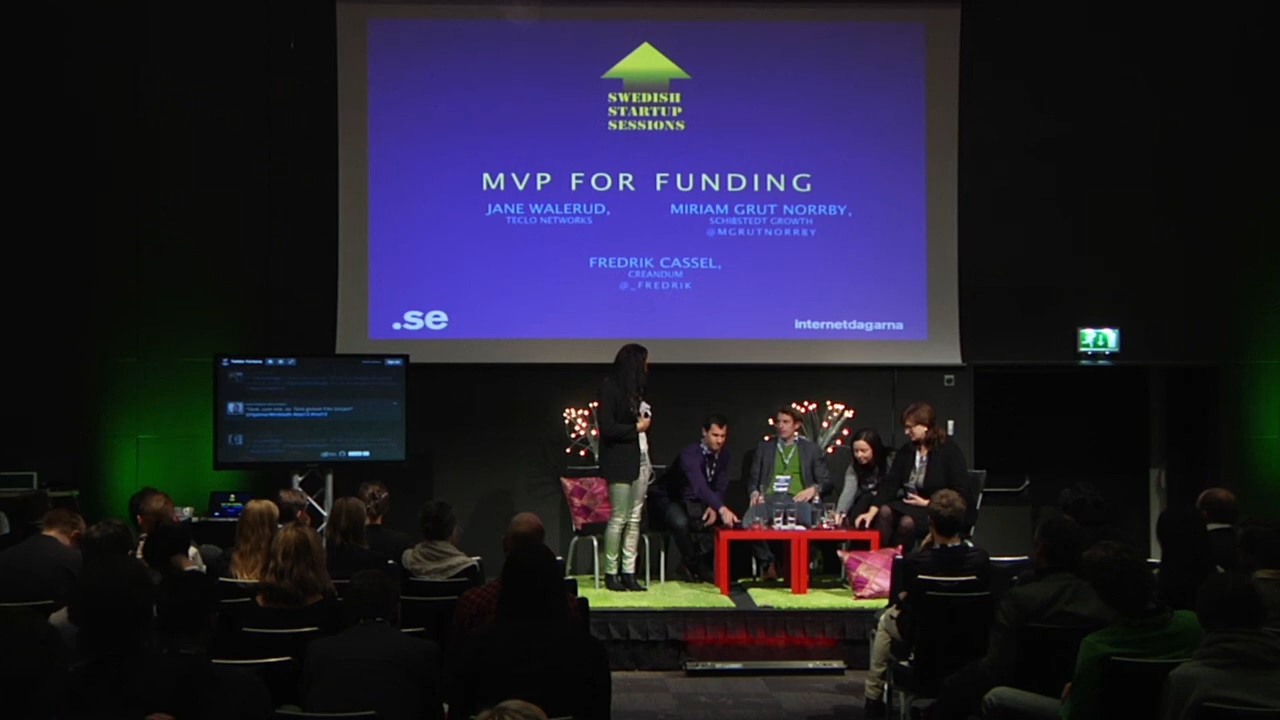 SWEDISH
STARTUP
SESSIONS
MVP FOR FUNDING
JANE WALERUD,
TECLO NETWORKS
MIRIAM GRUT NORRBY,
SCHIBSTEDT GROWTH
@MGRUTNORRBY
FREDRIK CASSEL,
CREANDUM
@_FREDRIK
.se
internetdagarna